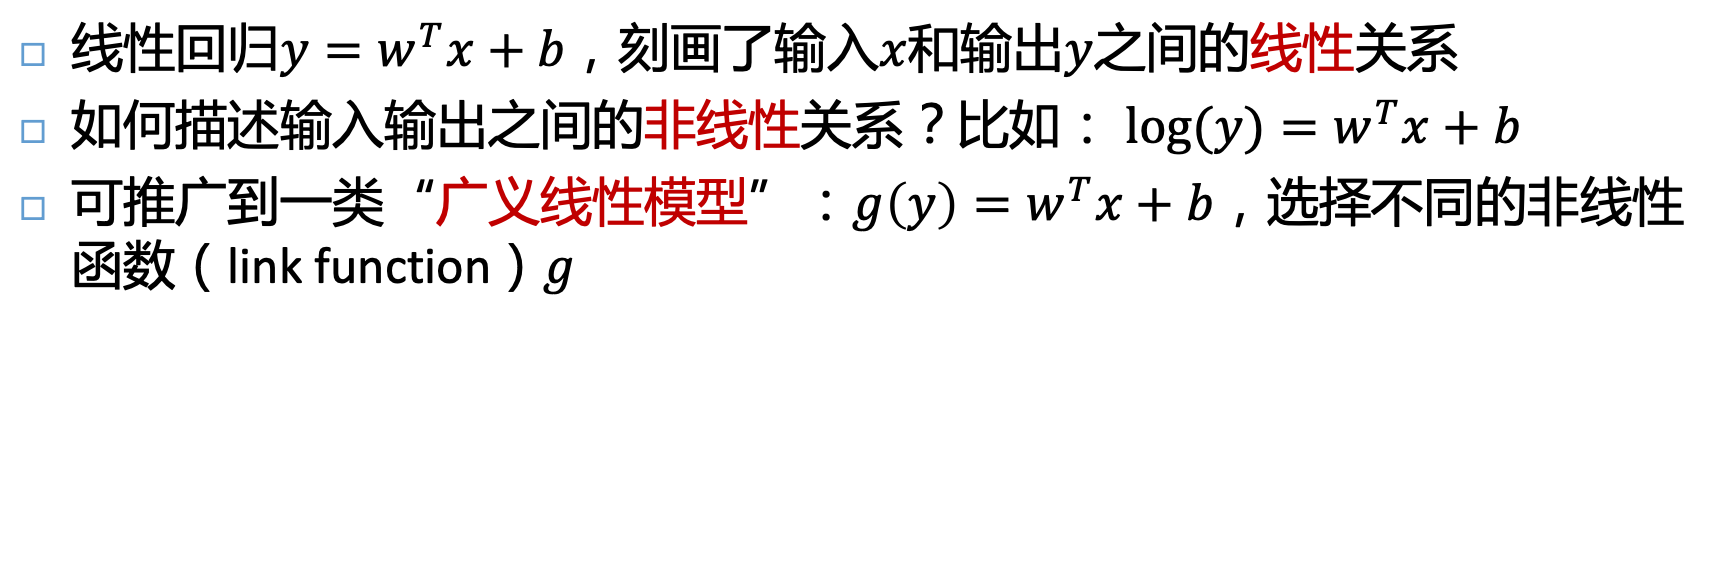 □ 线性回归y = wᵀx + b，刻画了输入x和输出y之间的线性关系
□ 如何描述输入输出之间的非线性关系？比如：log(y) = wᵀx + b
□ 可推广到一类“广义线性模型”：g(y) = wᵀx + b，选择不同的非线性
函数（link function）g